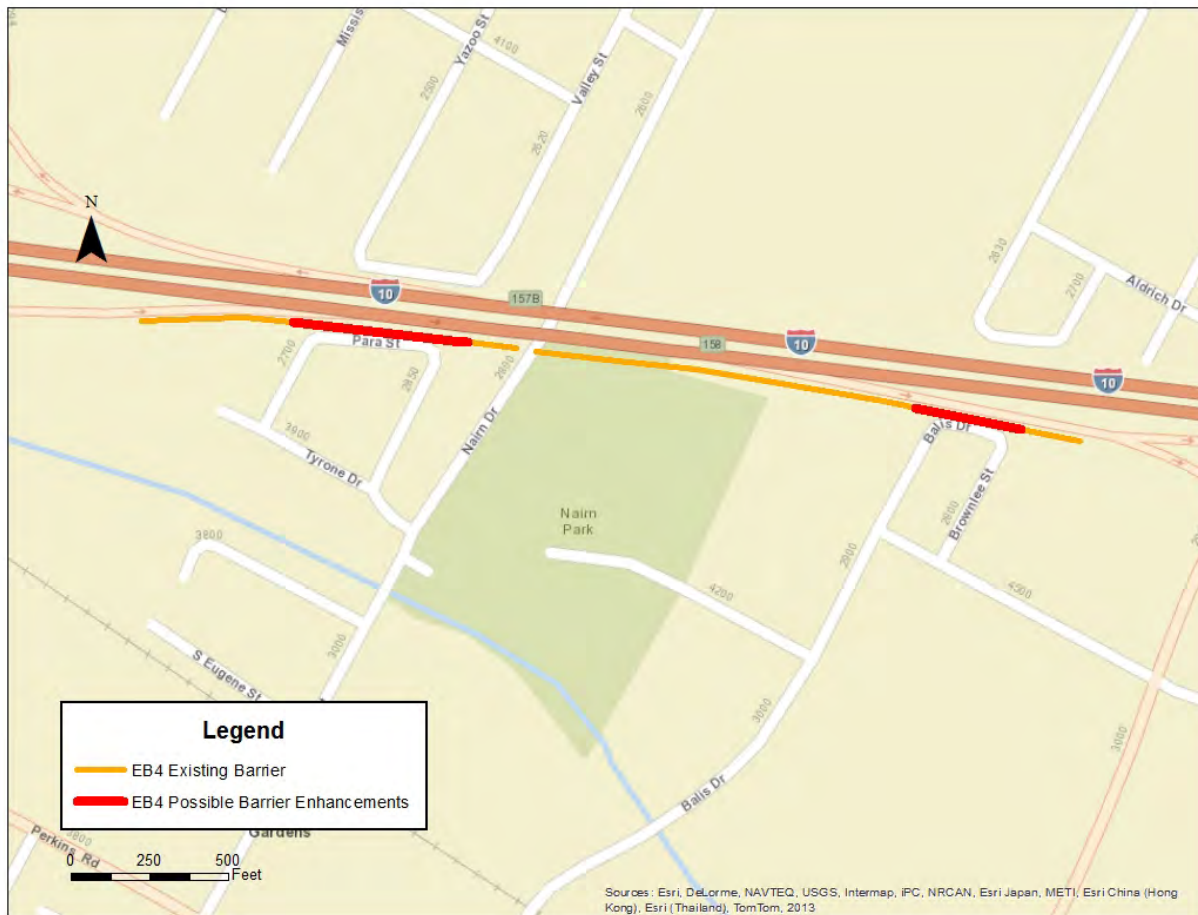 Missis
Yazoo St
4100
Valley St
2500
2620
2600
N
2630
2700
Aldrich Dr
10
157B
10
158
10
Para St
2700
2850
2800
Nairn Dr
3900
Tyrone Dr
Balis Dr
Brownlee St
2800
Nairn
Park
3800
2900
4200
4500
3000
S Eugene St
3000
3000
Balis Dr
Legend
EB4 Existing Barrier
EB4 Possible Barrier Enhancements
Gardens
3800
Perkins Rd
0 250 500
Feet
Sources: Esri, DeLorme, NAVTEQ, USGS, Intermap, iPC, NRCAN, Esri Japan, METI, Esri China (Hong
Kong), Esri (Thailand), TomTom, 2013